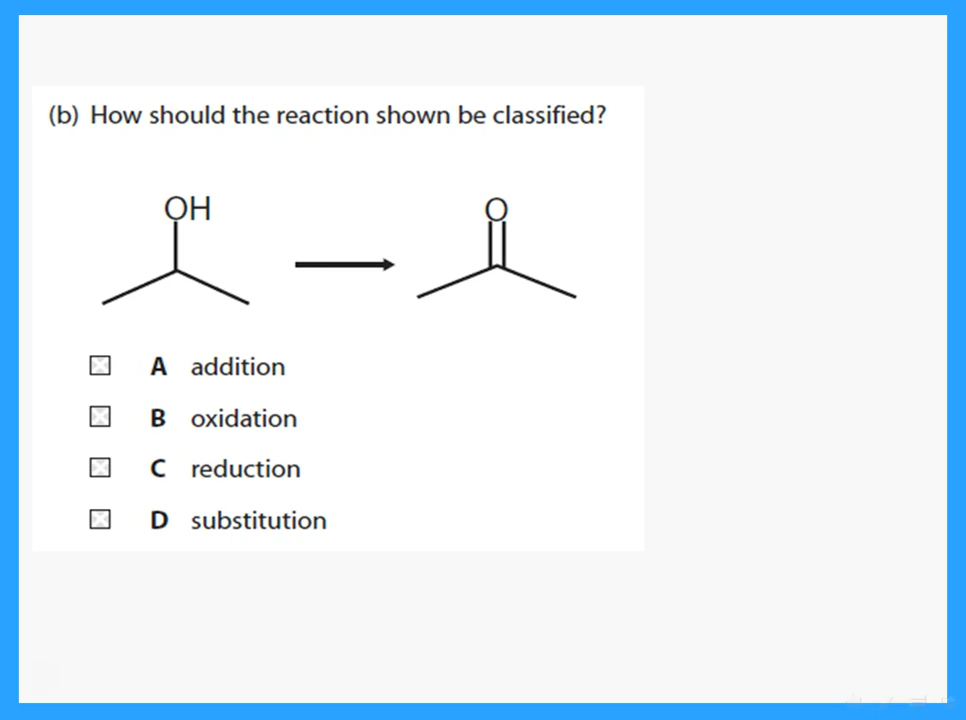 (b) How should the reaction shown be classified?
OH
O
A addition
B oxidation
C reduction
D substitution